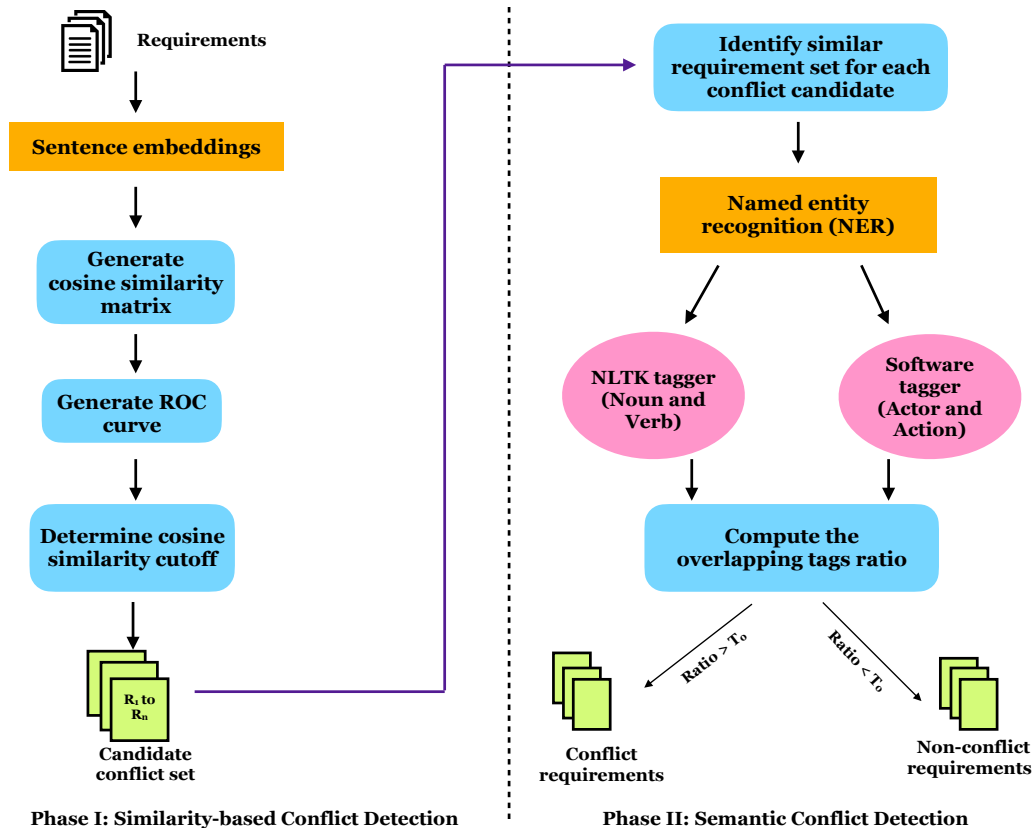 Requirements
Sentence embeddings
Generate
cosine similarity
matrix
Generate ROC
curve
Determine cosine
similarity cutoff
R₁ to
Rₙ
Candidate
conflict set
Phase I: Similarity-based Conflict Detection
Identify similar
requirement set for each
conflict candidate
Named entity
recognition (NER)
NLTK tagger
(Noun and
Verb)
Software
tagger
(Actor and
Action)
Compute the
overlapping tags ratio
Ratio > Tₒ
Ratio < Tₒ
Conflict
requirements
Non-conflict
requirements
Phase II: Semantic Conflict Detection